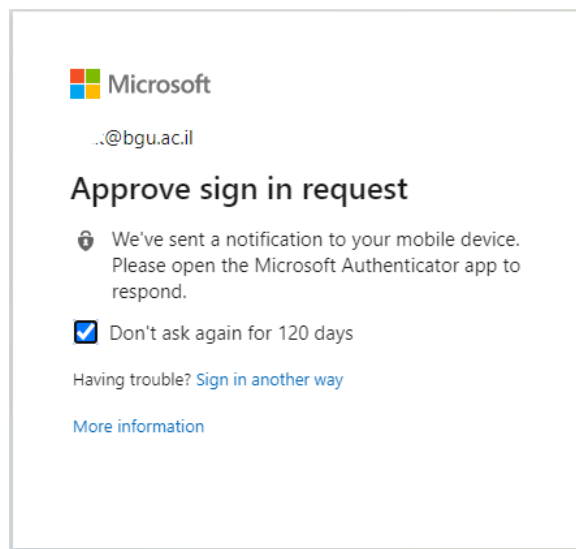 Microsoft
@bgu.ac.il
Approve sign in request
We've sent a notification to your mobile device.
Please open the Microsoft Authenticator app to
respond.
Don't ask again for 120 days
Having trouble? Sign in another way
More information